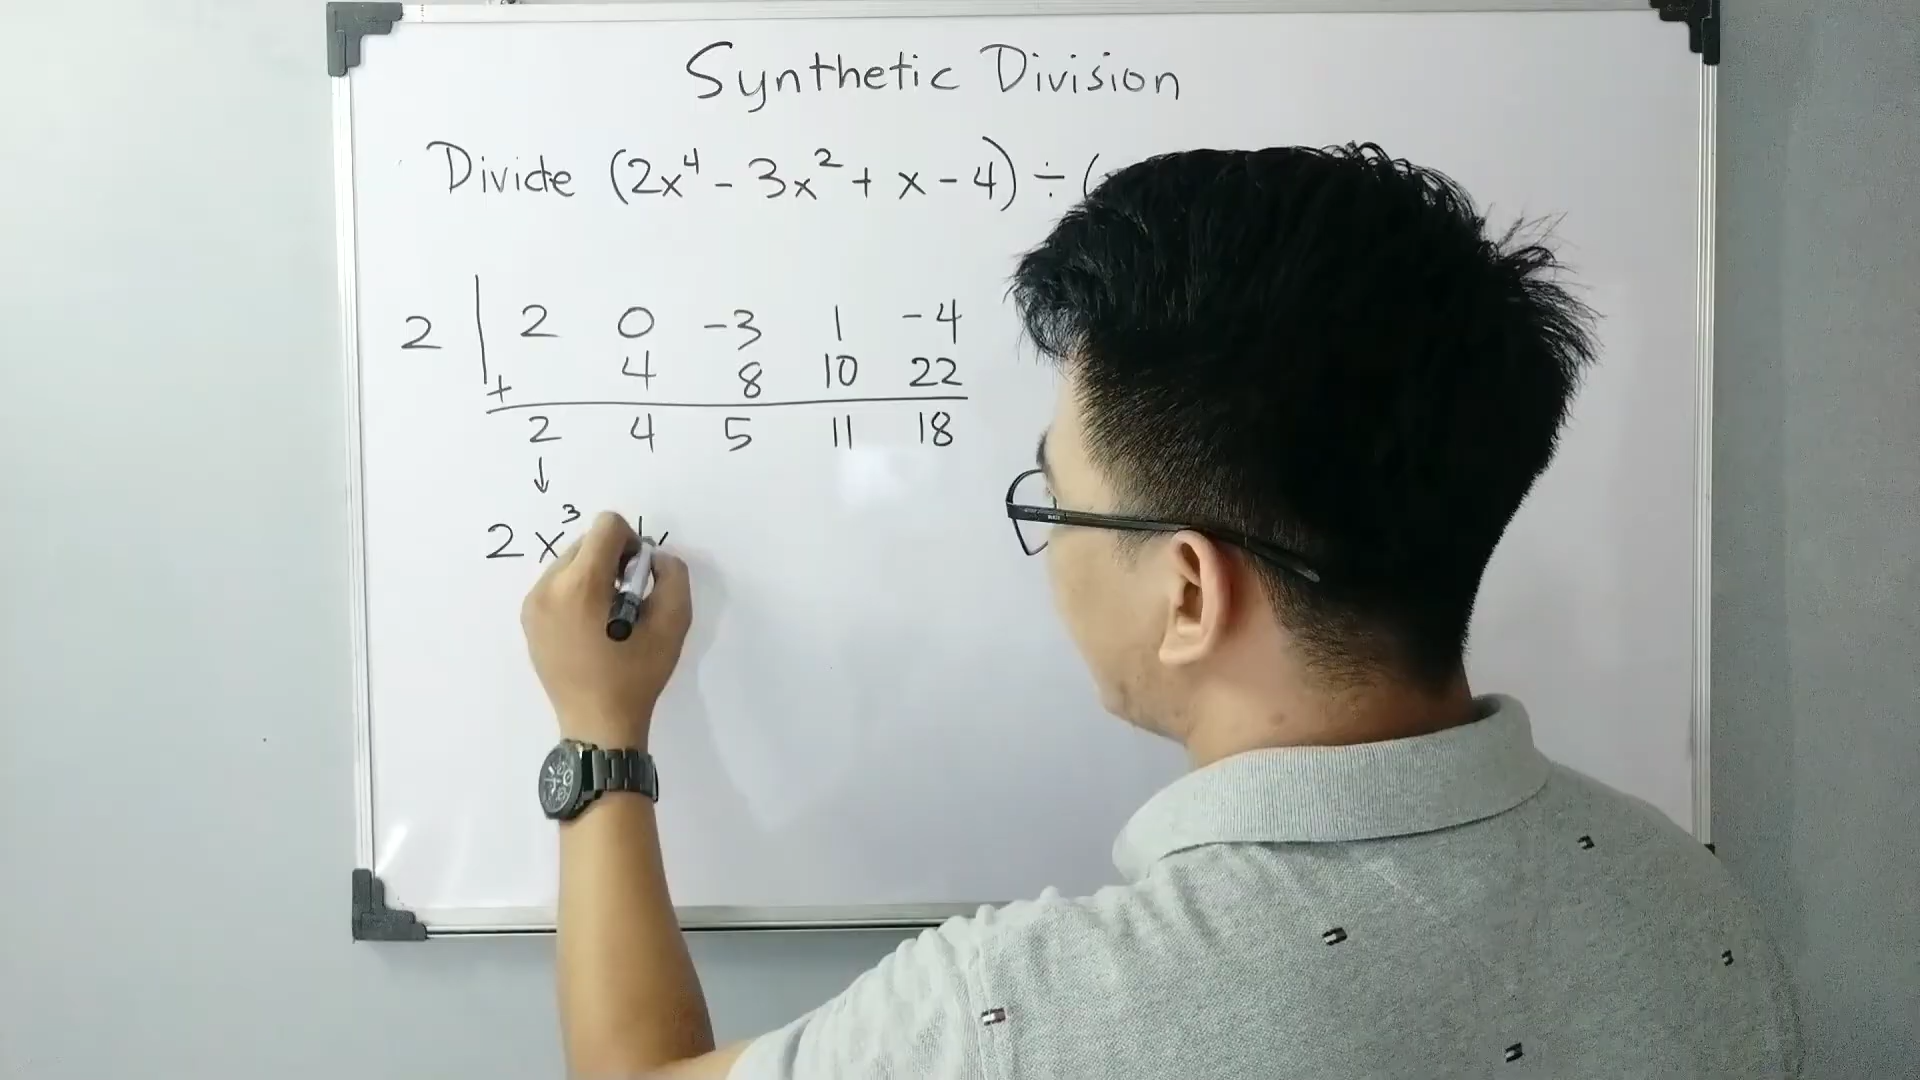 Synthetic Division
Divide (2x⁴ - 3x² + x - 4) ÷ (
2 | 2 0 -3 1 -4
+ 4 8 10 22
2 4 5 11 18
↓
2x³